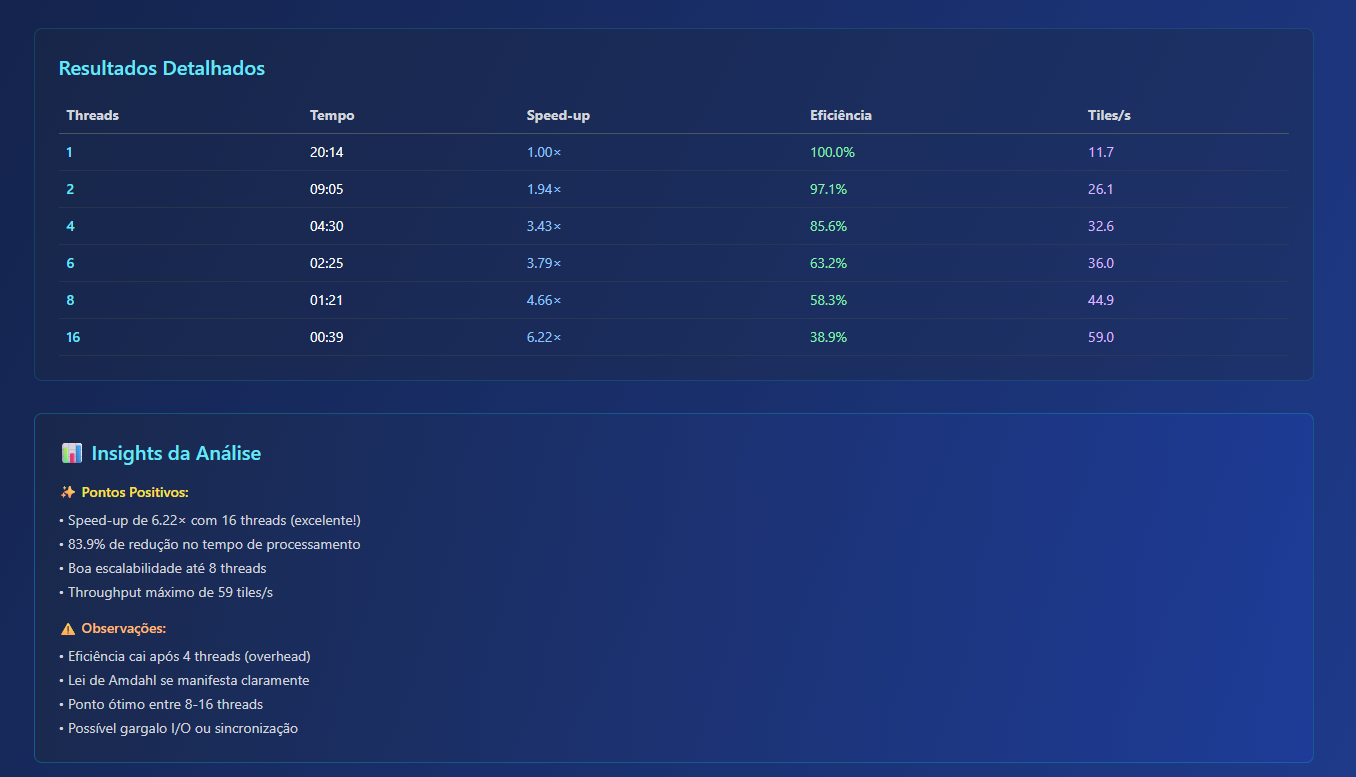 Resultados Detalhados
Threads Tempo Speed-up Eficiência Tiles/s
1 20:14 1.00× 100.0% 11.7
2 09:05 1.94× 97.1% 26.1
4 04:30 3.43× 85.6% 32.6
6 02:25 3.79× 63.2% 36.0
8 01:21 4.66× 58.3% 44.9
16 00:39 6.22× 38.9% 59.0
📊 Insights da Análise
✨ Pontos Positivos:
• Speed-up de 6.22× com 16 threads (excelente!)
• 83.9% de redução no tempo de processamento
• Boa escalabilidade até 8 threads
• Throughput máximo de 59 tiles/s
⚠️ Observações:
• Eficiência cai após 4 threads (overhead)
• Lei de Amdahl se manifesta claramente
• Ponto ótimo entre 8-16 threads
• Possível gargalo I/O ou sincronização